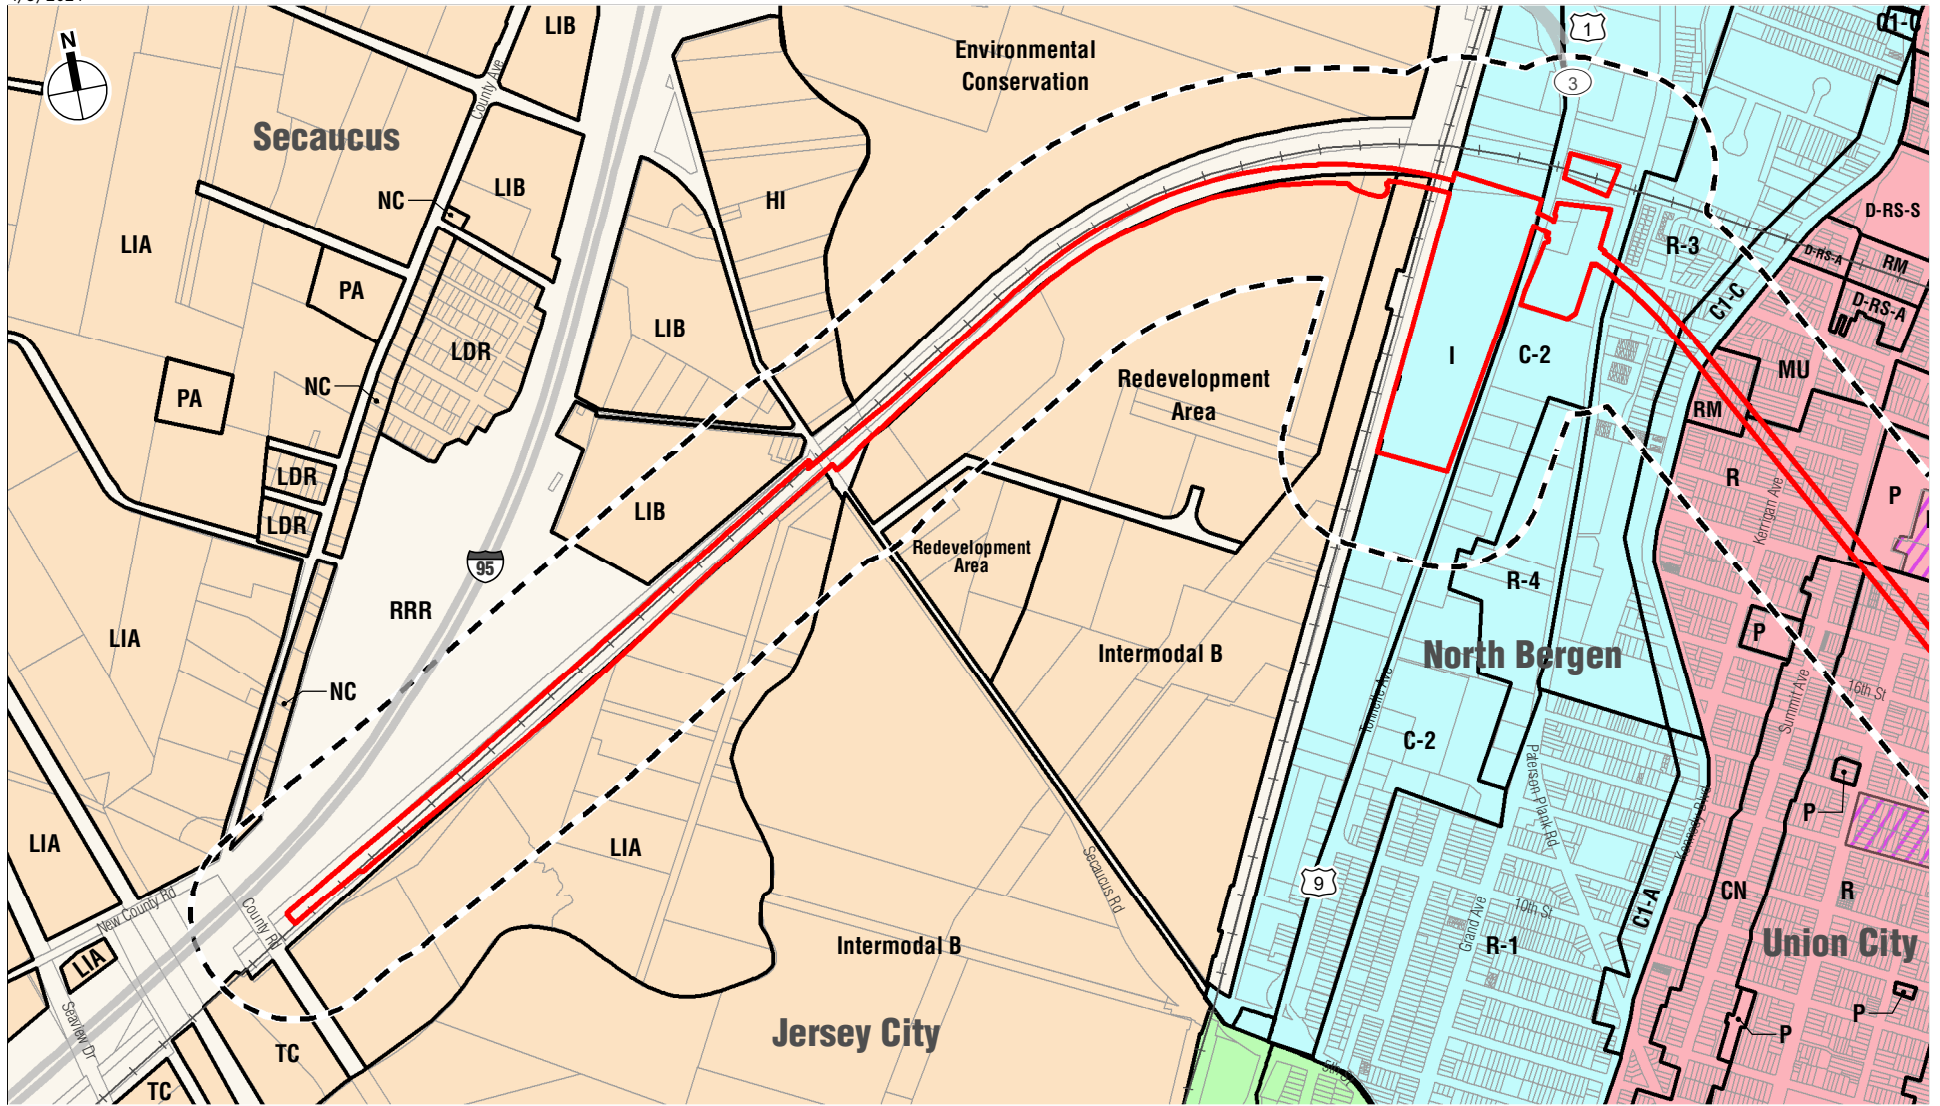 N
Secaucus
County Ave
LIB
Environmental
Conservation
1
C1-C
3
NC
LIB
HI
LIA
PA
D-RS-S
R-3
D-RS-A
RM
D-RS-A
C1-C
LIB
LDR
I
C-2
MU
Redevelopment
Area
NC
PA
RM
LDR
LDR
LIB
R
P
Kerrigan Ave
Redevelopment
Area
95
RRR
R-4
LIA
P
Intermodal B
North Bergen
NC
16th St
Summit Ave
Tonnelle Ave
C-2
Paterson Plank Rd
P
Kennedy Blvd
LIA
LIA
Secaucus Rd
9
CN
R
C1-A
10th St
Grand Ave
R-1
New County Rd
County Rd
LIA
Intermodal B
Union City
P
Seaview Dr
Jersey City
P
TC
5th St
TC